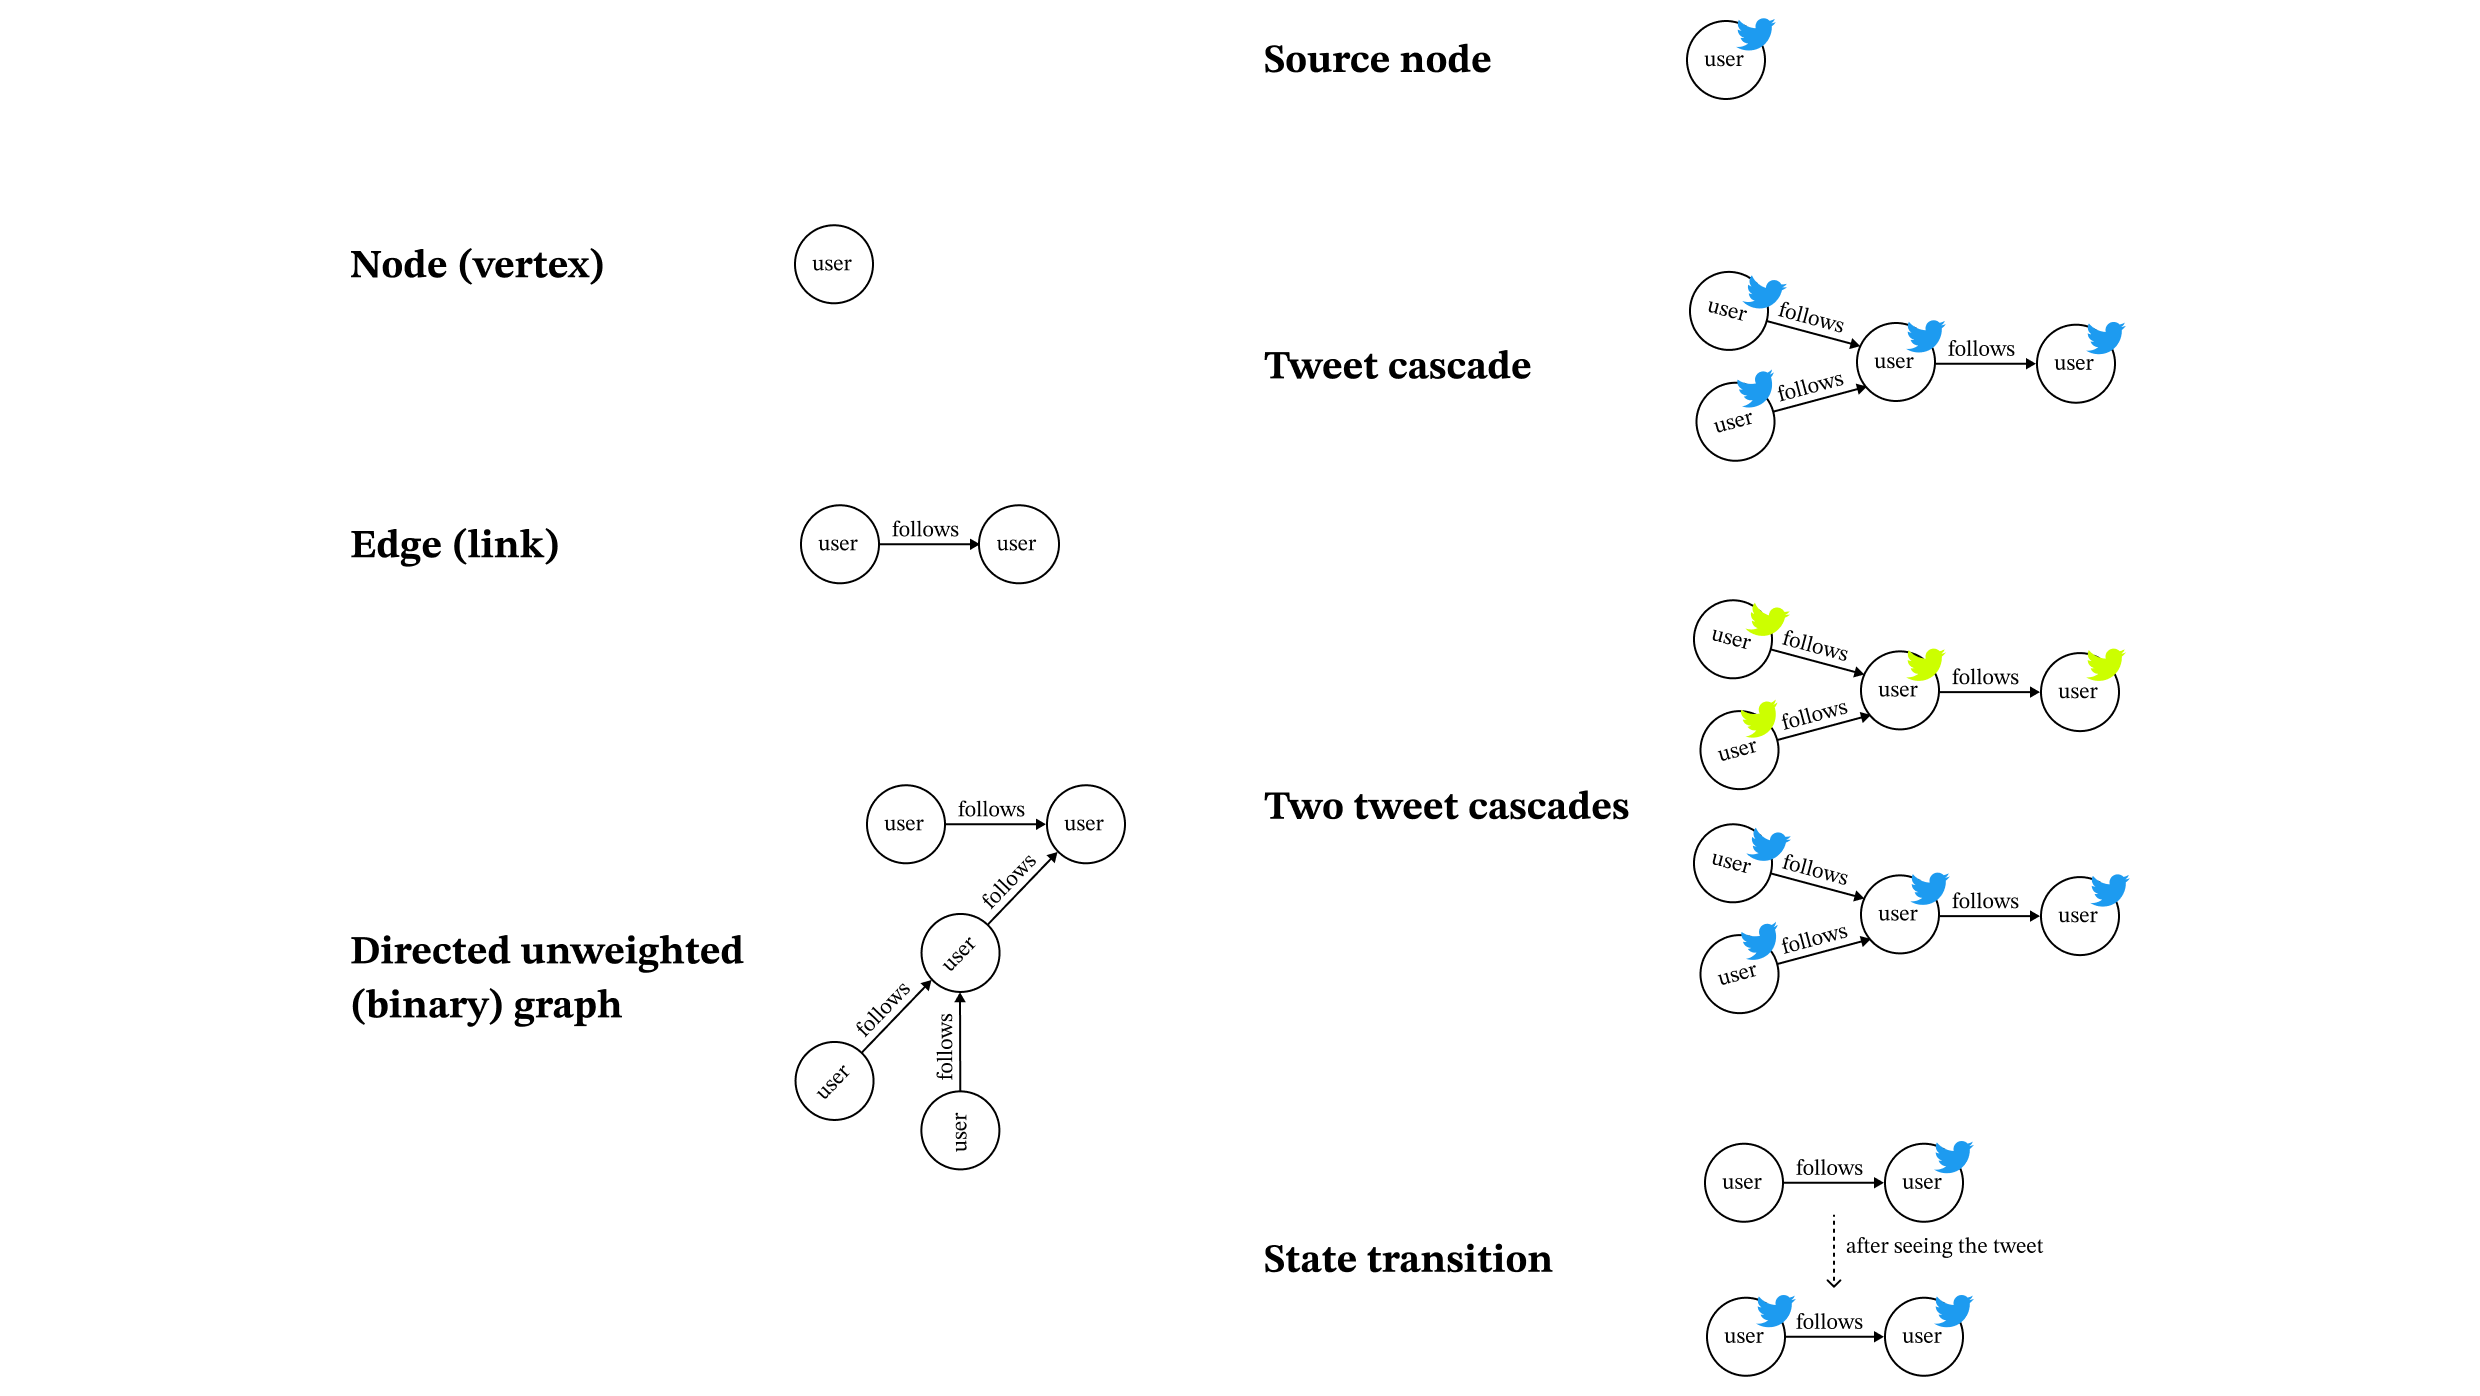 Node (vertex)
user
Edge (link)
user
follows
user
Directed unweighted
(binary) graph
user
follows
user
follows
user
follows
user
follows
user
Source node
user
Tweet cascade
user
follows
user
follows
user
follows
user
Two tweet cascades
user
follows
user
follows
user
follows
user
user
follows
user
follows
user
follows
user
State transition
user
follows
user
after seeing the tweet
user
follows
user